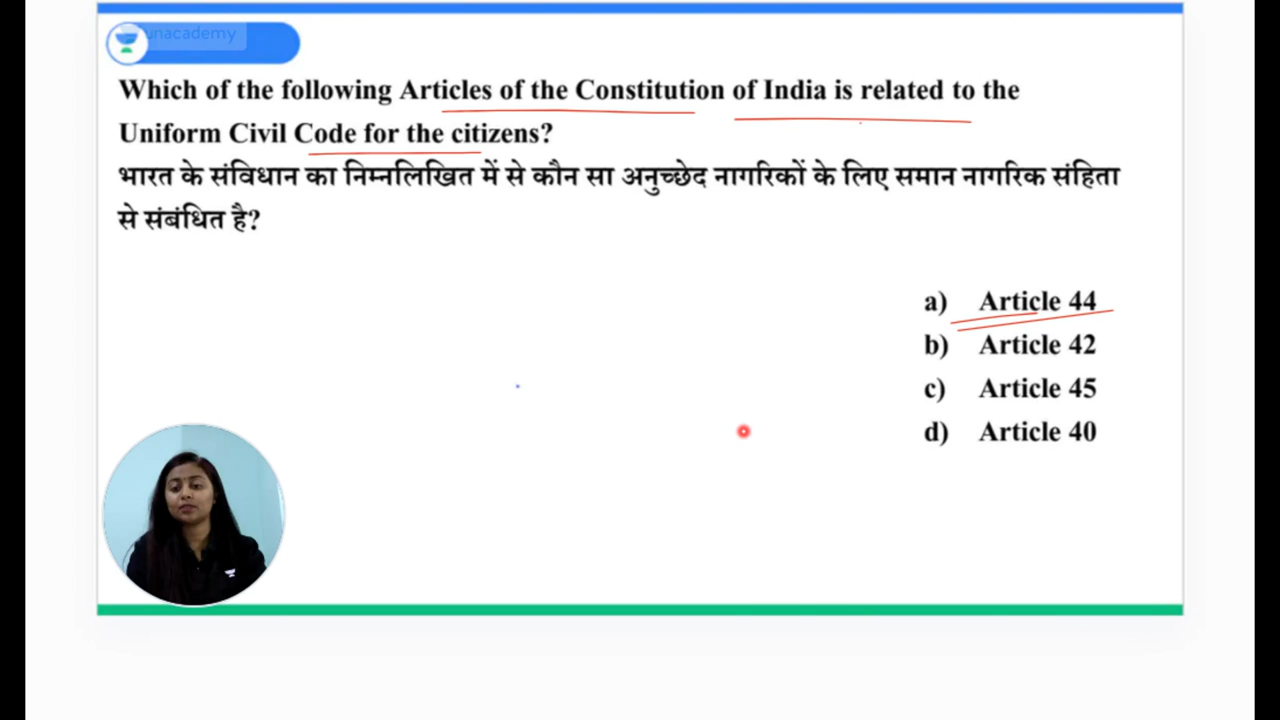 unacademy
Which of the following Articles of the Constitution of India is related to the
Uniform Civil Code for the citizens?
भारत के संविधान का निम्नलिखित में से कौन सा अनुच्छेद नागरिकों के लिए समान नागरिक संहिता
से संबंधित है?
a) Article 44
b) Article 42
c) Article 45
d) Article 40